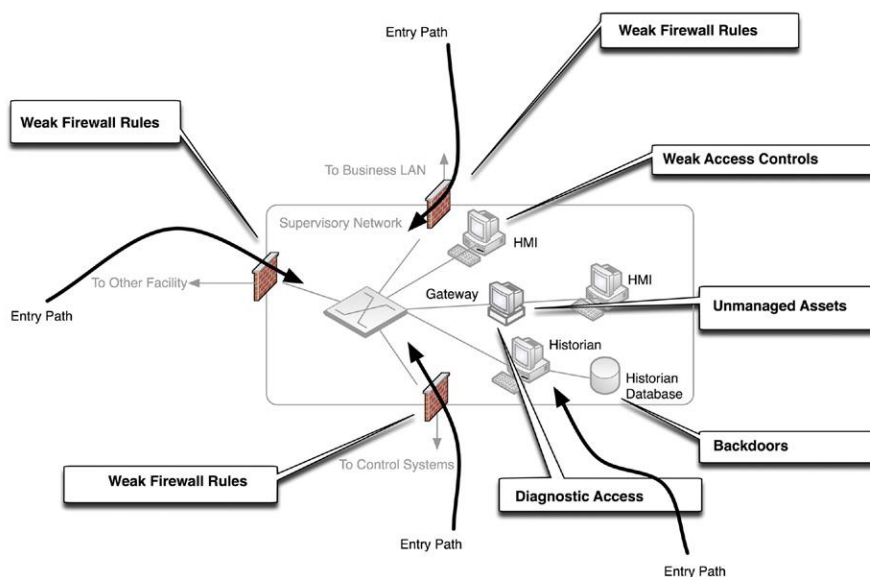 Entry Path
Weak Firewall Rules
Weak Firewall Rules
To Business LAN
Weak Access Controls
Supervisory Network
HMI
To Other Facility
Gateway
HMI
Entry Path
Unmanaged Assets
Historian
Historian
Database
Backdoors
To Control Systems
Weak Firewall Rules
Diagnostic Access
Entry Path
Entry Path